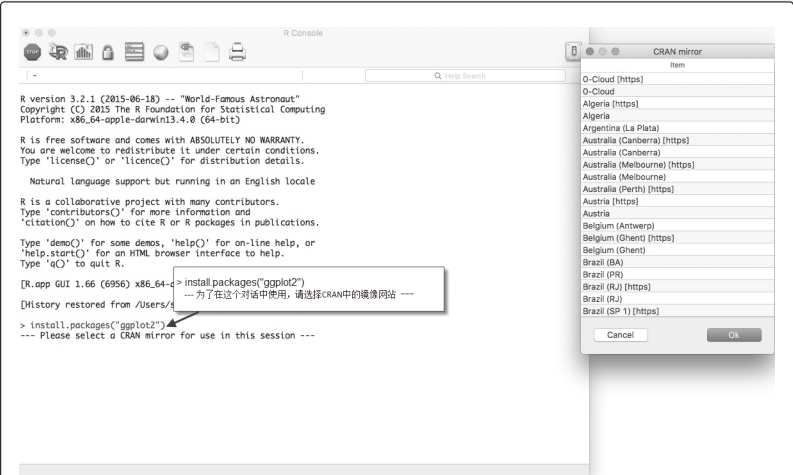 R Console
STOP
~
Help Search
R version 3.2.1 (2015-06-18) -- "World-Famous Astronaut"
Copyright (C) 2015 The R Foundation for Statistical Computing
Platform: x86_64-apple-darwin13.4.0 (64-bit)
R is free software and comes with ABSOLUTELY NO WARRANTY.
You are welcome to redistribute it under certain conditions.
Type 'license()' or 'licence()' for distribution details.
Natural language support but running in an English locale
R is a collaborative project with many contributors.
Type 'contributors()' for more information and
'citation()' on how to cite R or R packages in publications.
Type 'demo()' for some demos, 'help()' for on-line help, or
'help.start()' for an HTML browser interface to help.
Type 'q()' to quit R.
[R.app GUI 1.66 (6956) x86_64-
[History restored from /Users/
> install.packages("ggplot2")
--- Please select a CRAN mirror for use in this session ---
> install.packages("ggplot2")
--- 为了在这个对话中使用，请选择CRAN中的镜像网站 ---
CRAN mirror
Item
0-Cloud [https]
0-Cloud
Algeria [https]
Algeria
Argentina (La Plata)
Australia (Canberra) [https]
Australia (Canberra)
Australia (Melbourne) [https]
Australia (Melbourne)
Australia (Perth) [https]
Austria [https]
Austria
Belgium (Antwerp)
Belgium (Ghent) [https]
Belgium (Ghent)
Brazil (BA)
Brazil (PR)
Brazil (RJ) [https]
Brazil (RJ)
Brazil (SP 1) [https]
Cancel
Ok